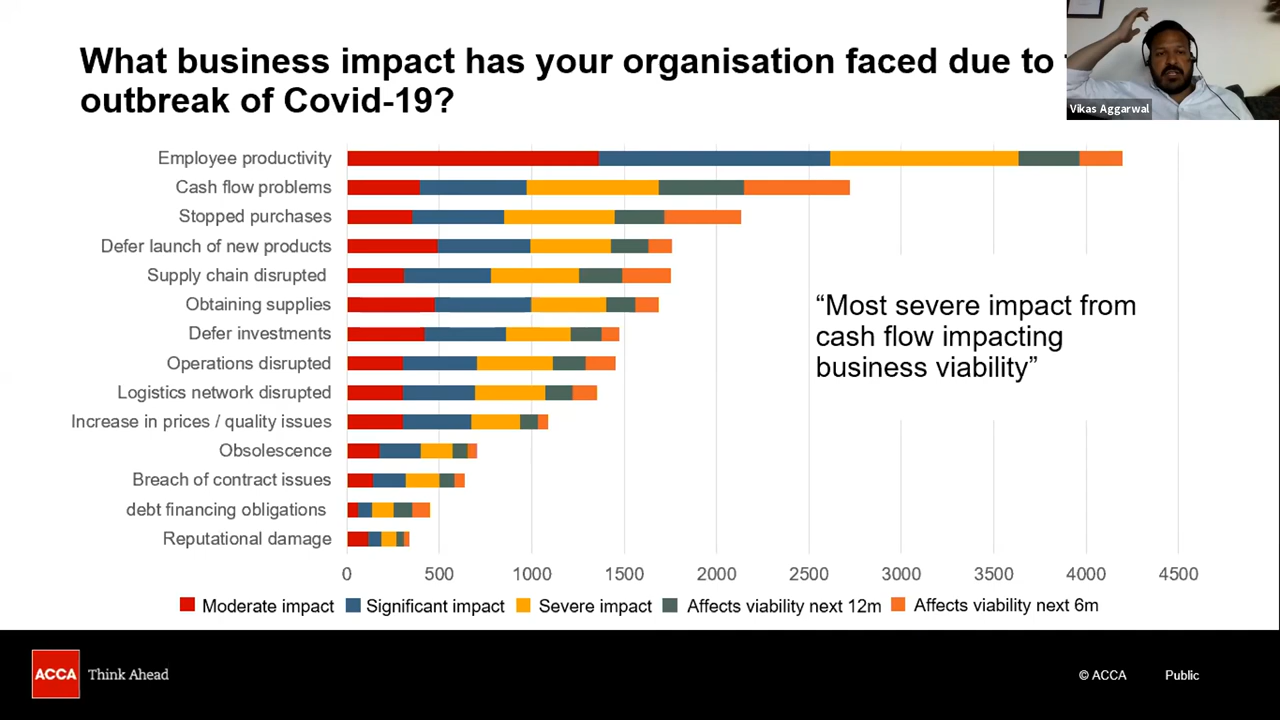 What business impact has your organisation faced due to
outbreak of Covid-19?
Vikas Aggarwal
Employee productivity
Cash flow problems
Stopped purchases
Defer launch of new products
Supply chain disrupted
Obtaining supplies
Defer investments
Operations disrupted
Logistics network disrupted
Increase in prices / quality issues
Obsolescence
Breach of contract issues
debt financing obligations
Reputational damage
“Most severe impact from
cash flow impacting
business viability”
0 500 1000 1500 2000 2500 3000 3500 4000 4500
Moderate impact Significant impact Severe impact Affects viability next 12m Affects viability next 6m
ACCA Think Ahead
© ACCA Public